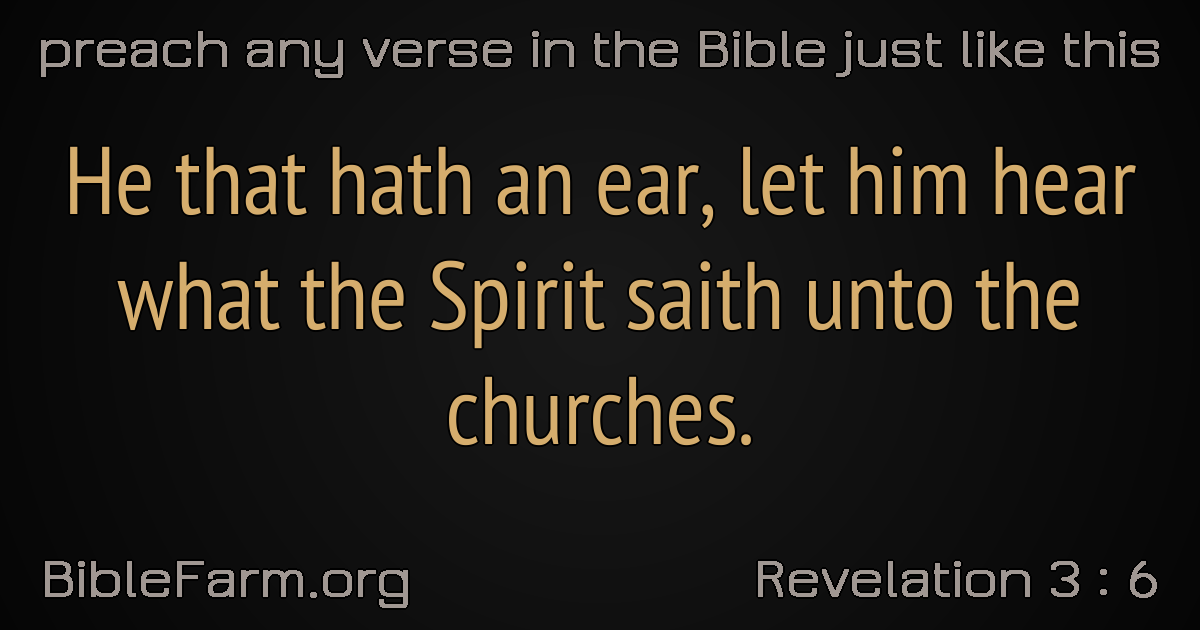 preach any verse in the Bible just like this
He that hath an ear, let him hear
what the Spirit saith unto the
churches.
BibleFarm.org
Revelation 3 : 6